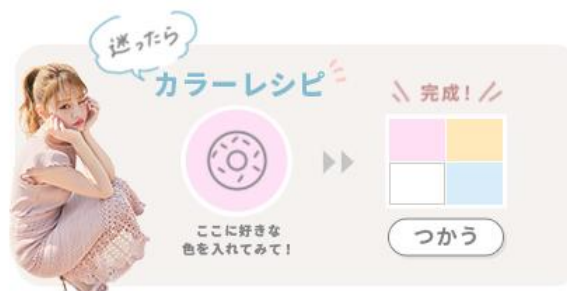 迷ったら
カラーレシピ
ここに好きな
色を入れてみて！
完成！
つかう